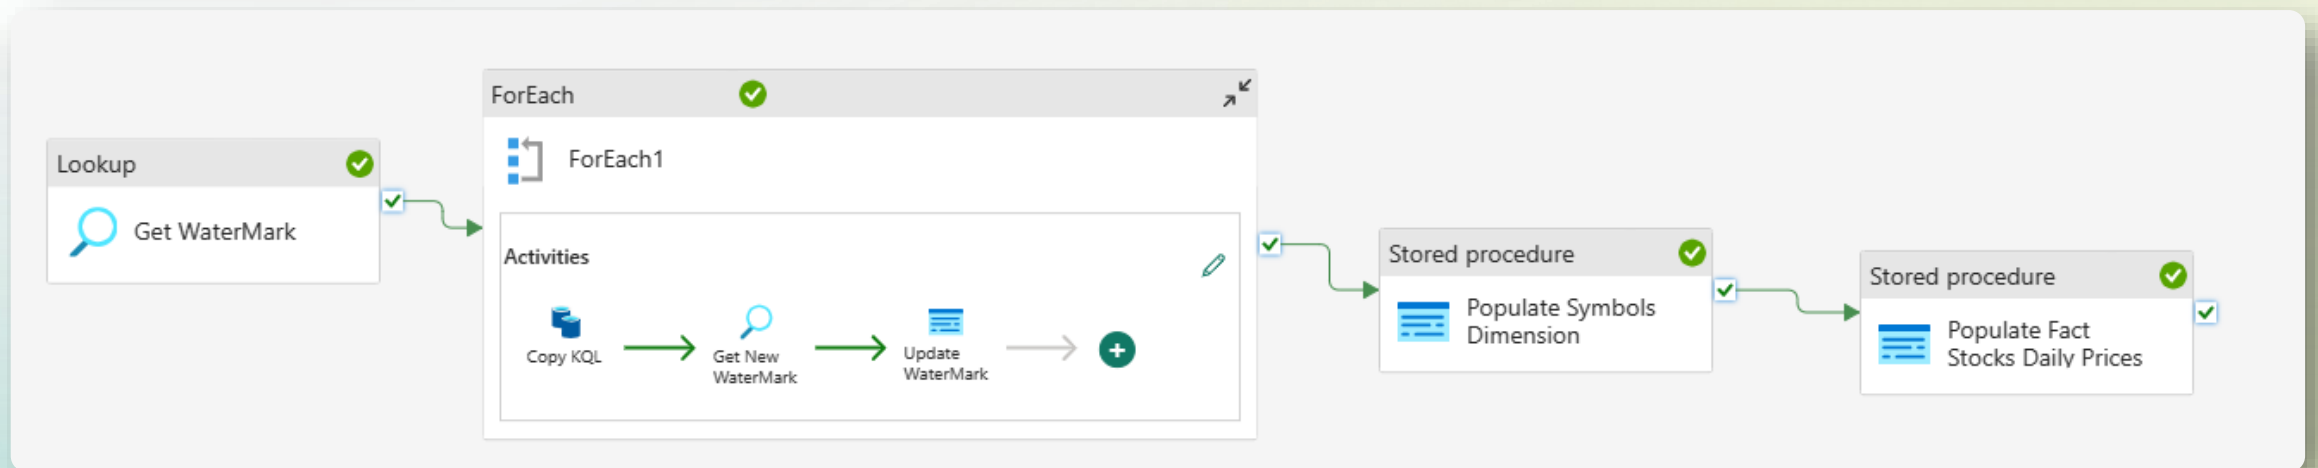 Lookup
Get WaterMark
ForEach
ForEach1
Activities
Copy KQL
Get New
WaterMark
Update
WaterMark
Stored procedure
Populate Symbols
Dimension
Stored procedure
Populate Fact
Stocks Daily Prices